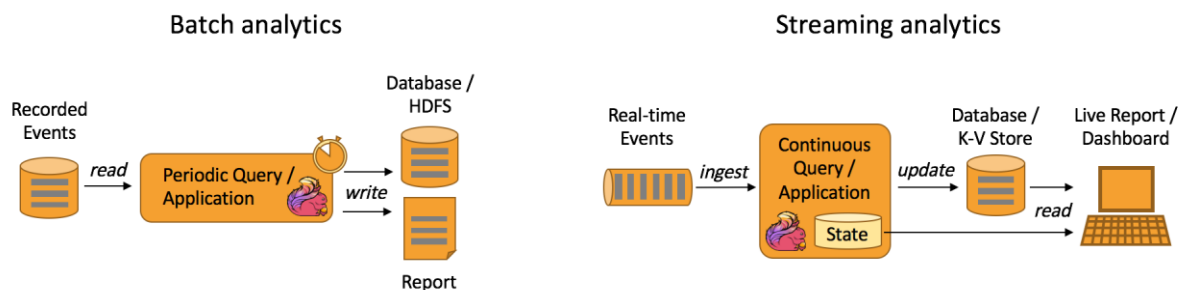 Batch analytics
Recorded
Events
read
Periodic Query /
Application
write
Database /
HDFS
Report
Streaming analytics
Real-time
Events
ingest
Continuous
Query /
Application
State
update
Database /
K-V Store
read
Live Report /
Dashboard